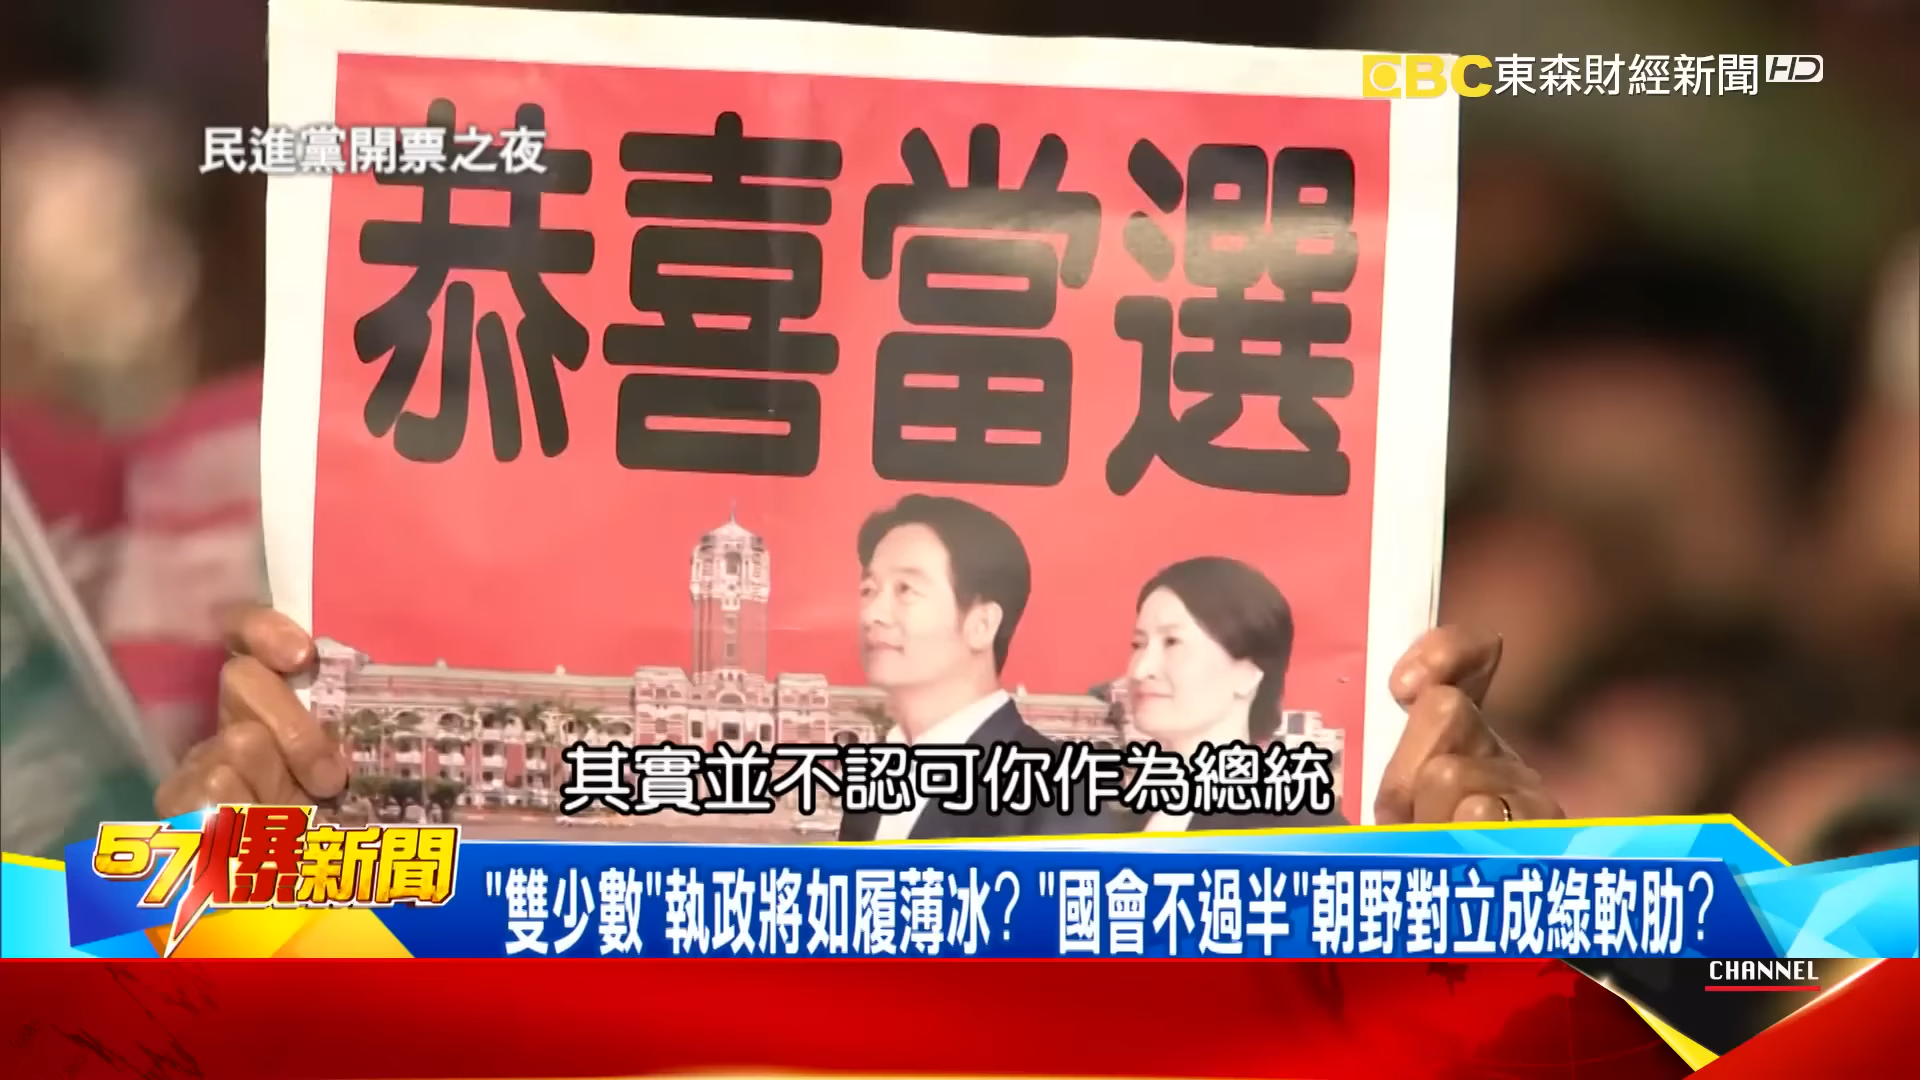 EBC東森財經新聞HD
民進黨開票之夜
恭喜當選
其實並不認可你作為總統
57爆新聞
"雙少數"執政將如履薄冰?"國會不過半"朝野對立成綠軟肋?
CHANNEL